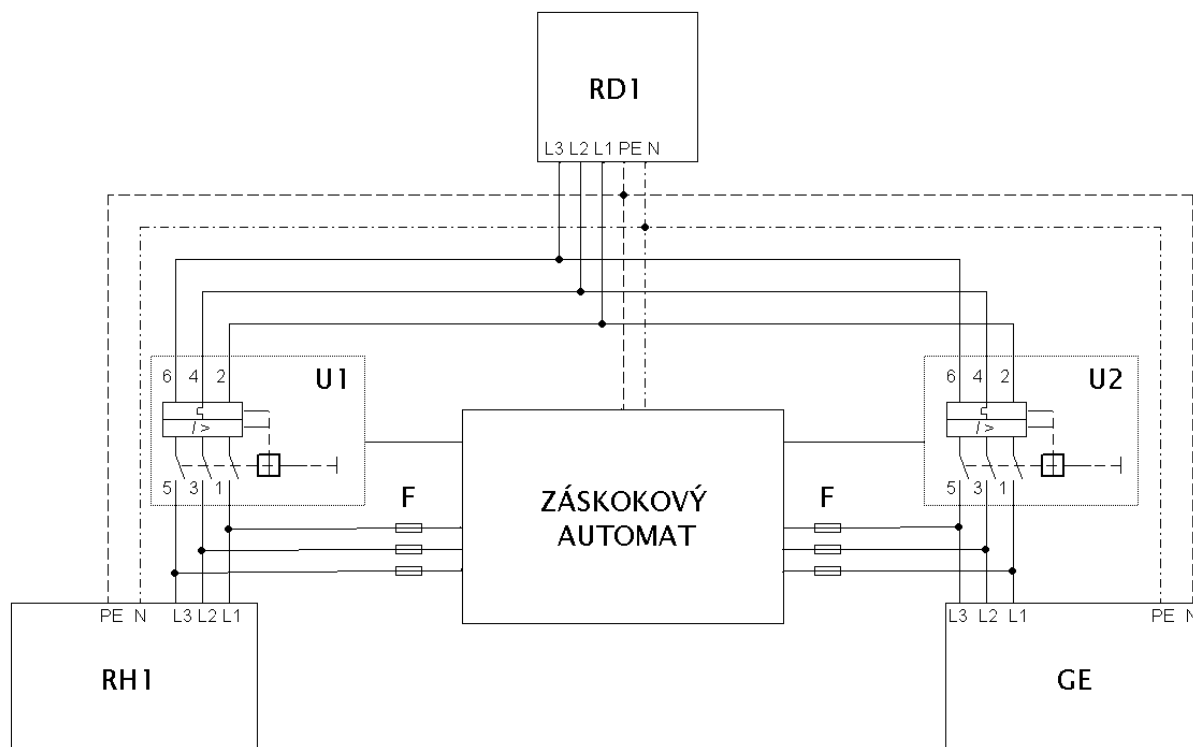 RD1
L3 L2 L1 PE N
6 4 2 U1
I>
5 3 1
6 4 2 U2
I>
5 3 1
F
ZÁSKOKOVÝ
AUTOMAT
F
PE N L3 L2 L1
RH1
L3 L2 L1 PE N
GE